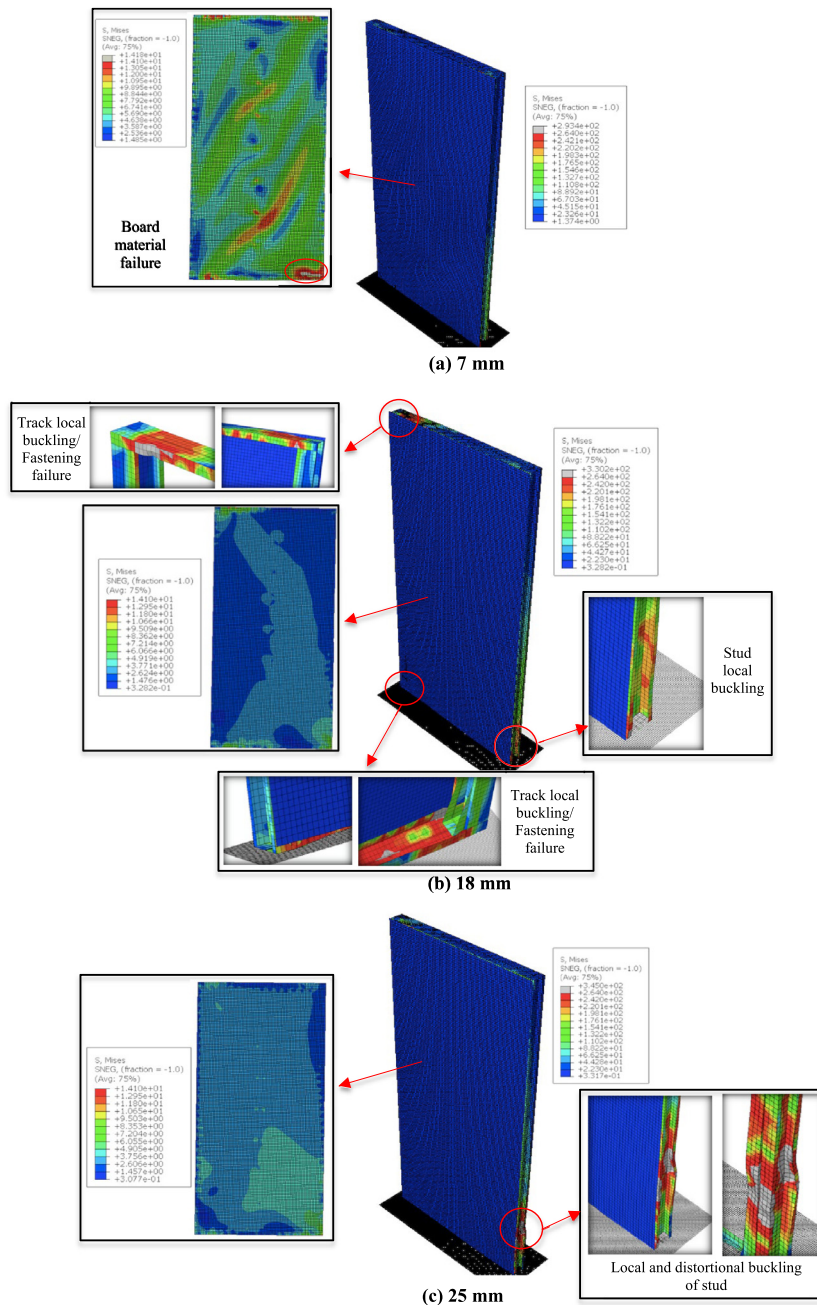 S, Mises
SNEG, (fraction = -1.0)
(Avg: 75%)
+1.418e+01
+1.410e+01
+1.305e+01
+1.200e+01
+1.095e+01
+9.895e+00
+8.844e+00
+7.792e+00
+6.741e+00
+5.690e+00
+4.638e+00
+3.587e+00
+2.536e+00
+1.485e+00
Board
material
failure
S, Mises
SNEG, (fraction = -1.0)
(Avg: 75%)
+2.934e+02
+2.640e+02
+2.421e+02
+2.202e+02
+1.983e+02
+1.765e+02
+1.546e+02
+1.327e+02
+1.108e+02
+8.892e+01
+6.703e+01
+4.515e+01
+2.326e+01
+1.374e+00
(a) 7 mm
Track local
buckling/
Fastening
failure
S, Mises
SNEG, (fraction = -1.0)
(Avg: 75%)
+3.302e+02
+2.640e+02
+2.420e+02
+2.201e+02
+1.981e+02
+1.761e+02
+1.541e+02
+1.322e+02
+1.102e+02
+8.822e+01
+6.625e+01
+4.427e+01
+2.230e+01
+3.282e-01
S, Mises
SNEG, (fraction = -1.0)
(Avg: 75%)
+1.410e+01
+1.295e+01
+1.180e+01
+1.066e+01
+9.509e+00
+8.362e+00
+7.214e+00
+6.066e+00
+4.919e+00
+3.771e+00
+2.624e+00
+1.476e+00
+3.282e-01
Stud
local
buckling
Track local
buckling/
Fastening
failure
(b) 18 mm
S, Mises
SNEG, (fraction = -1.0)
(Avg: 75%)
+3.450e+02
+2.640e+02
+2.420e+02
+2.201e+02
+1.981e+02
+1.761e+02
+1.541e+02
+1.322e+02
+1.102e+02
+8.822e+01
+6.625e+01
+4.428e+01
+2.230e+01
+3.317e-01
S, Mises
SNEG, (fraction = -1.0)
(Avg: 75%)
+1.410e+01
+1.295e+01
+1.180e+01
+1.065e+01
+9.503e+00
+8.353e+00
+7.204e+00
+6.055e+00
+4.905e+00
+3.756e+00
+2.606e+00
+1.457e+00
+3.077e-01
Local and distortional buckling
of stud
(c) 25 mm